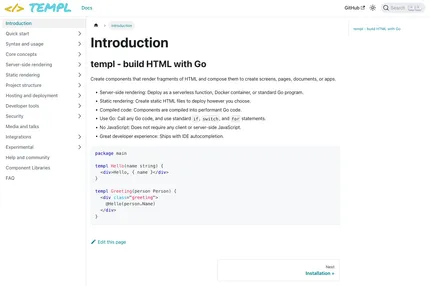 </> TEMPL
Docs
GitHub
Search
Introduction
Quick start
Syntax and usage
Core concepts
Server-side rendering
Static rendering
Project structure
Hosting and deployment
Developer tools
Security
Media and talks
Integrations
Experimental
Help and community
Component Libraries
FAQ
Introduction
Introduction
templ - build HTML with Go
Create components that render fragments of HTML and compose them to create screens, pages, documents, or apps.
Server-side rendering: Deploy as a serverless function, Docker container, or standard Go program.
Static rendering: Create static HTML files to deploy however you choose.
Compiled code: Components are compiled into performant Go code.
Use Go: Call any Go code, and use standard if, switch, and for statements.
No JavaScript: Does not require any client or server-side JavaScript.
Great developer experience: Ships with IDE autocompletion.
package main
templ Hello(name string) {
<div>Hello, { name }</div>
}
templ Greeting(person Person) {
<div class="greeting">
@Hello(person.Name)
</div>
}
Edit this page
Next
Installation »
templ - build HTML with Go